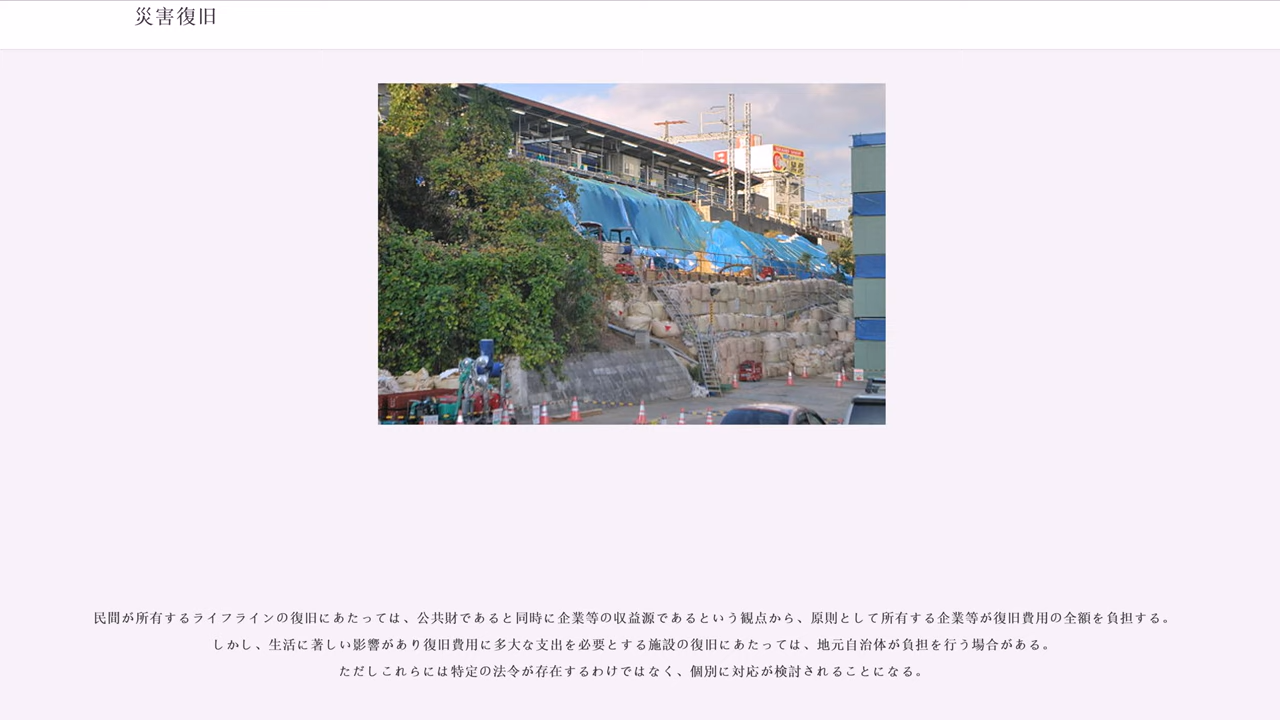 災害復旧
民間が所有するライフラインの復旧にあたっては、公共財であると同時に企業等の収益源であるという観点から、原則として所有する企業等が復旧費用の全額を負担する。
しかし、生活に著しい影響があり復旧費用に多大な支出を必要とする施設の復旧にあたっては、地元自治体が負担を行う場合がある。
ただしこれらには特定の法令が存在するわけではなく、個別に対応が検討されることになる。